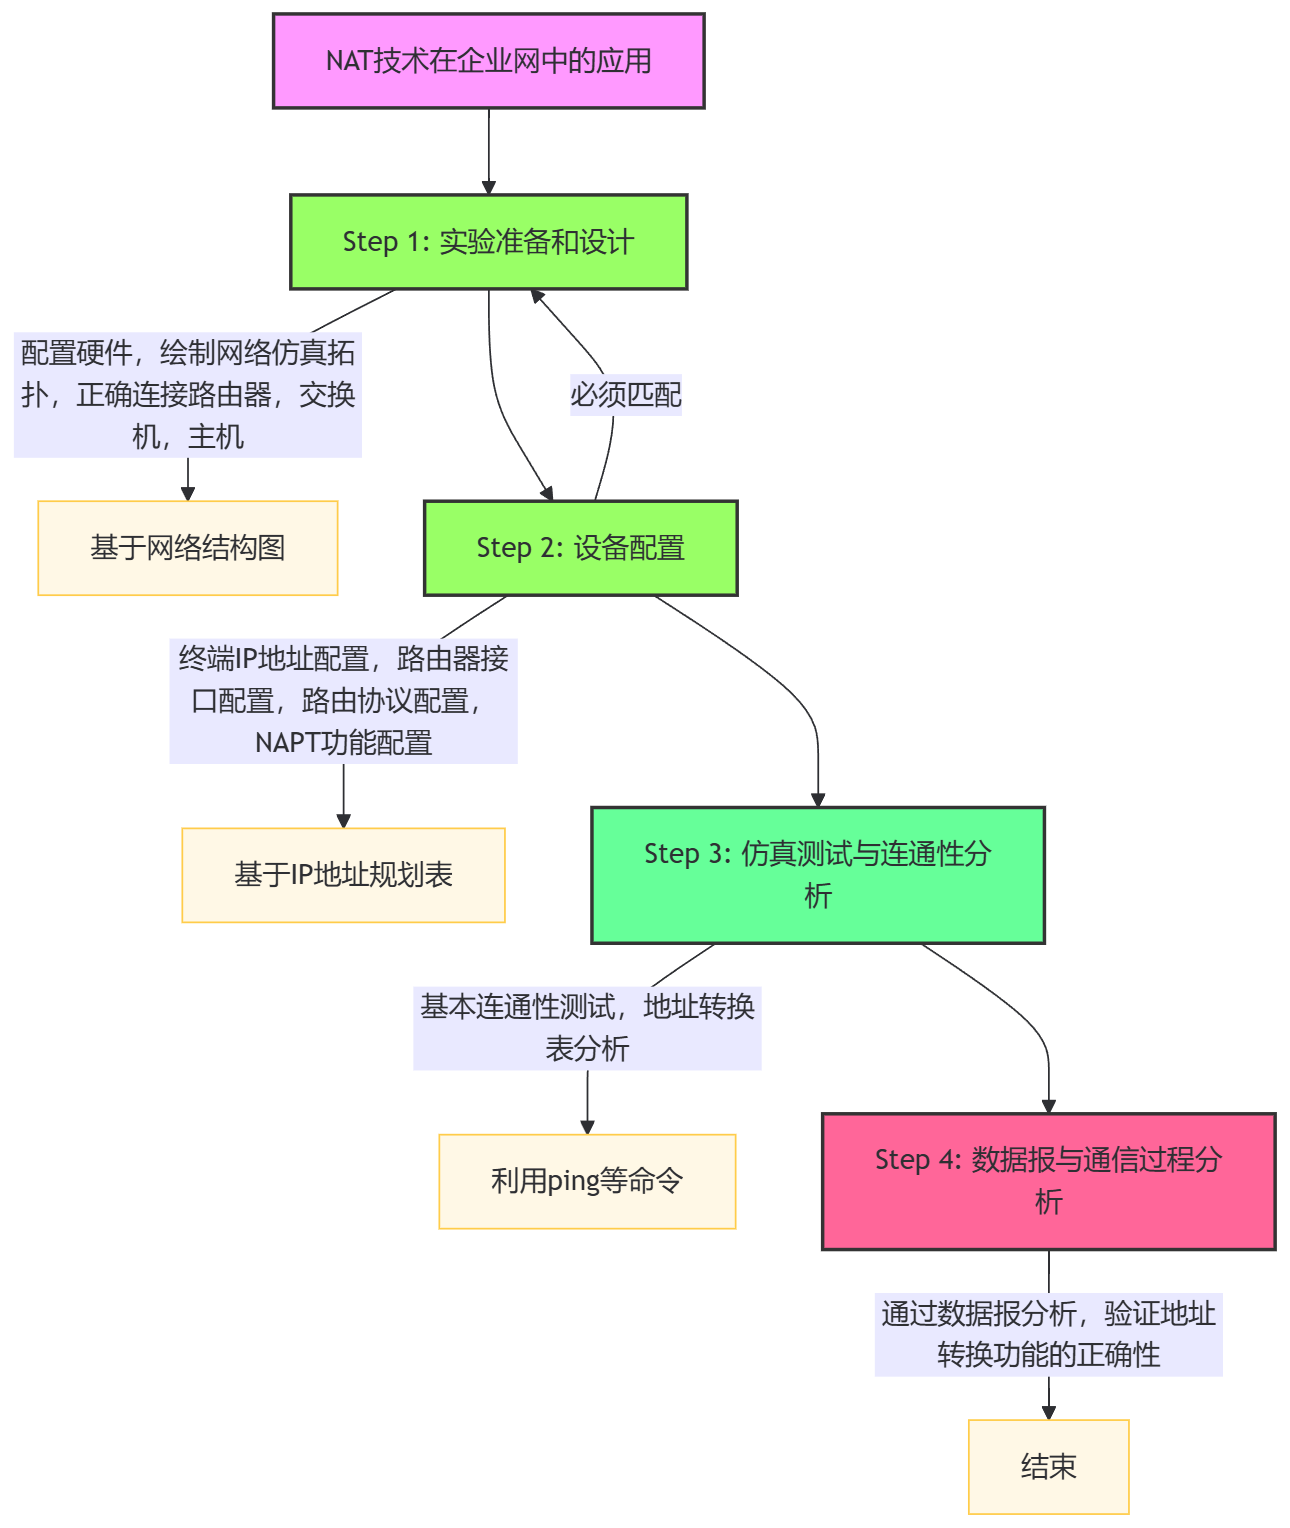 NAT技术在企业网中的应用
Step 1: 实验准备和设计
配置硬件，绘制网络仿真拓
扑，正确连接路由器，交换
机，主机
必须匹配
基于网络结构图
Step 2: 设备配置
终端IP地址配置，路由器接
口配置，路由协议配置，
NAPT功能配置
基于IP地址规划表
Step 3: 仿真测试与连通性分
析
基本连通性测试，地址转换
表分析
利用ping等命令
Step 4: 数据报与通信过程分
析
通过数据报分析，验证地址
转换功能的正确性
结束